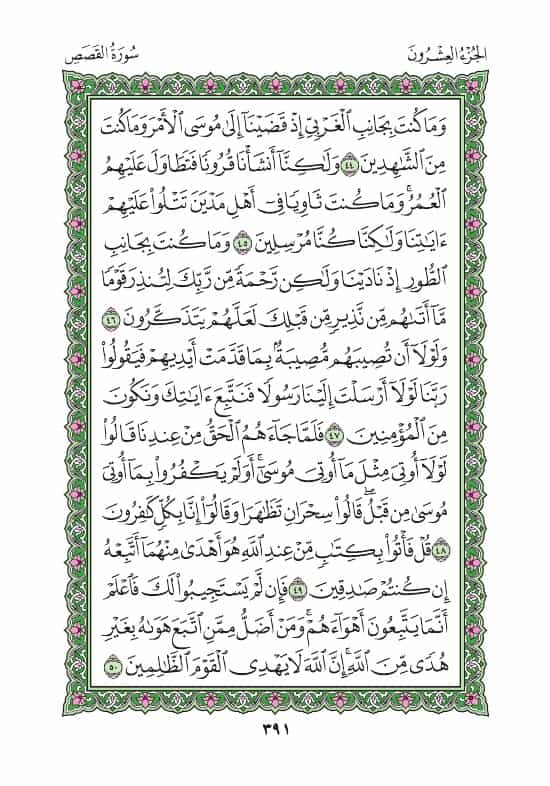 الجُزْءُ العِشْرُونَ
سُورَةُ القَصَصِ
وَمَا كُنتَ بِجَانِبِ ٱلْغَرْبِيِّ إِذْ قَضَيْنَآ إِلَىٰ مُوسَى ٱلْأَمْرَ وَمَا كُنتَ
مِنَ ٱلشَّٰهِدِينَ ٤٤ وَلَٰكِنَّآ أَنشَأْنَا قُرُونًا فَتَطَاوَلَ عَلَيْهِمُ
ٱلْعُمُرُ ۚ وَمَا كُنتَ ثَاوِيًا فِىٓ أَهْلِ مَدْيَنَ تَتْلُوا۟ عَلَيْهِمْ
ءَايَٰتِنَا وَلَٰكِنَّا كُنَّا مُرْسِلِينَ ٤٥ وَمَا كُنتَ بِجَانِبِ
ٱلطُّورِ إِذْ نَادَيْنَا وَلَٰكِن رَّحْمَةً مِّن رَّبِّكَ لِتُنذِرَ قَوْمًا
مَّآ أَتَىٰهُم مِّن نَّذِيرٍ مِّن قَبْلِكَ لَعَلَّهُمْ يَتَذَكَّرُونَ ٤٦
وَلَوْلَآ أَن تُصِيبَهُم مُّصِيبَةٌۢ بِمَا قَدَّمَتْ أَيْدِيهِمْ فَيَقُولُوا۟
رَبَّنَا لَوْلَآ أَرْسَلْتَ إِلَيْنَا رَسُولًا فَنَتَّبِعَ ءَايَٰتِكَ وَنَكُونَ
مِنَ ٱلْمُؤْمِنِينَ ٤٧ فَلَمَّا جَآءَهُمُ ٱلْحَقُّ مِنْ عِندِنَا قَالُوا۟
لَوْلَآ أُوتِىَ مِثْلَ مَآ أُوتِىَ مُوسَىٰٓ ۚ أَوَلَمْ يَكْفُرُوا۟ بِمَآ أُوتِىَ
مُوسَىٰ مِن قَبْلُ ۖ قَالُوا۟ سِحْرَانِ تَظَٰهَرَا وَقَالُوٓا۟ إِنَّا بِكُلٍّ كَٰفِرُونَ
٤٨ قُلْ فَأْتُوا۟ بِكِتَٰبٍ مِّنْ عِندِ ٱللَّهِ هُوَ أَهْدَىٰ مِنْهُمَآ أَتَّبِعْهُ
إِن كُنتُمْ صَٰدِقِينَ ٤٩ فَإِن لَّمْ يَسْتَجِيبُوا۟ لَكَ فَٱعْلَمْ
أَنَّمَا يَتَّبِعُونَ أَهْوَآءَهُمْ ۚ وَمَنْ أَضَلُّ مِمَّنِ ٱتَّبَعَ هَوَىٰهُ بِغَيْرِ
هُدًى مِّنَ ٱللَّهِ ۚ إِنَّ ٱللَّهَ لَا يَهْدِى ٱلْقَوْمَ ٱلظَّٰلِمِينَ ٥٠
٣٩١